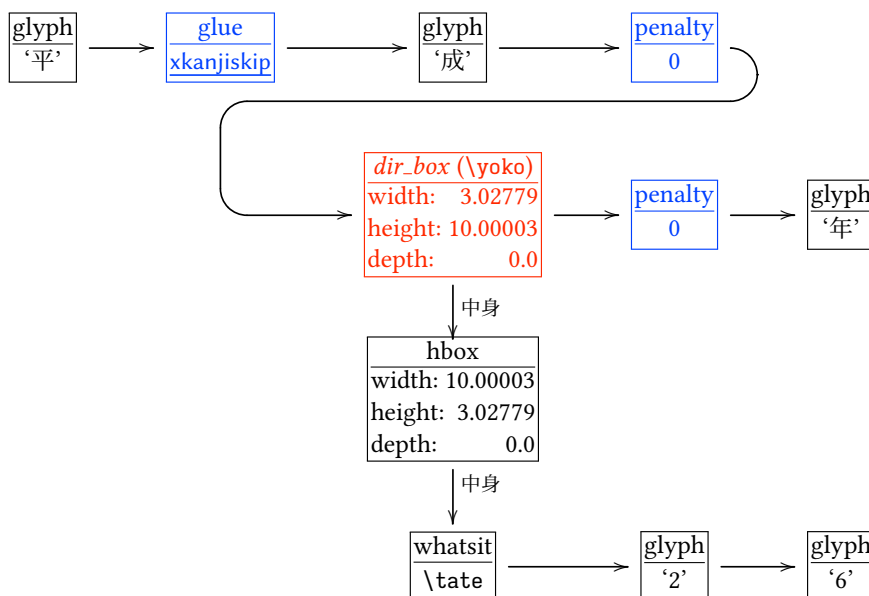 glyph
‘平’
glue
xkanjiskip
glyph
‘成’
penalty
0
dir_box (\yoko)
width: 3.02779
height: 10.00003
depth: 0.0
penalty
0
glyph
‘年’
中身
hbox
width: 10.00003
height: 3.02779
depth: 0.0
中身
whatsit
\tate
glyph
‘2’
glyph
‘6’